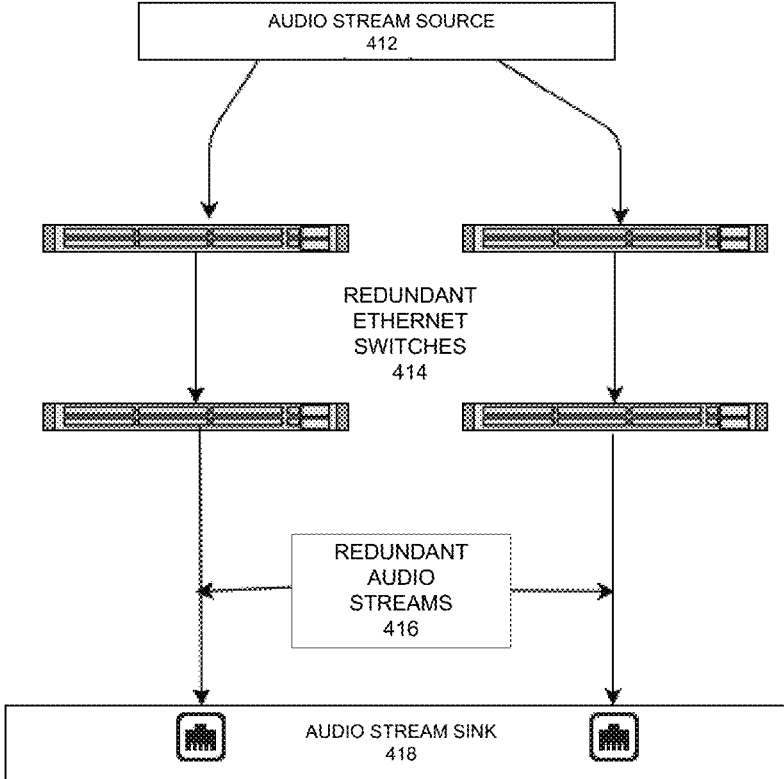 AUDIO STREAM SOURCE
412
REDUNDANT
ETHERNET
SWITCHES
414
REDUNDANT
AUDIO
STREAMS
416
AUDIO STREAM SINK
418